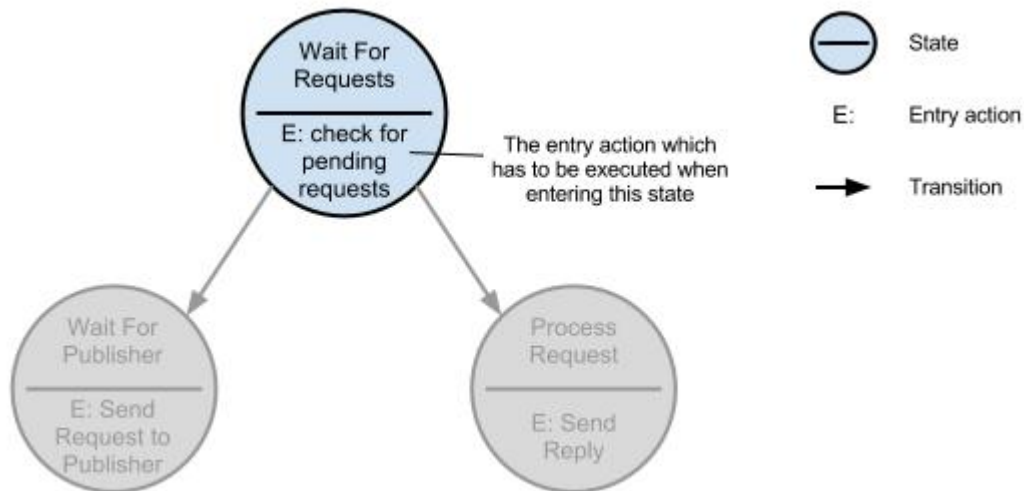 Wait For
Requests
E: check for
pending
requests
The entry action which
has to be executed when
entering this state
State
E:
Entry action
Transition
Wait For
Publisher
E: Send
Request to
Publisher
Process
Request
E: Send
Reply